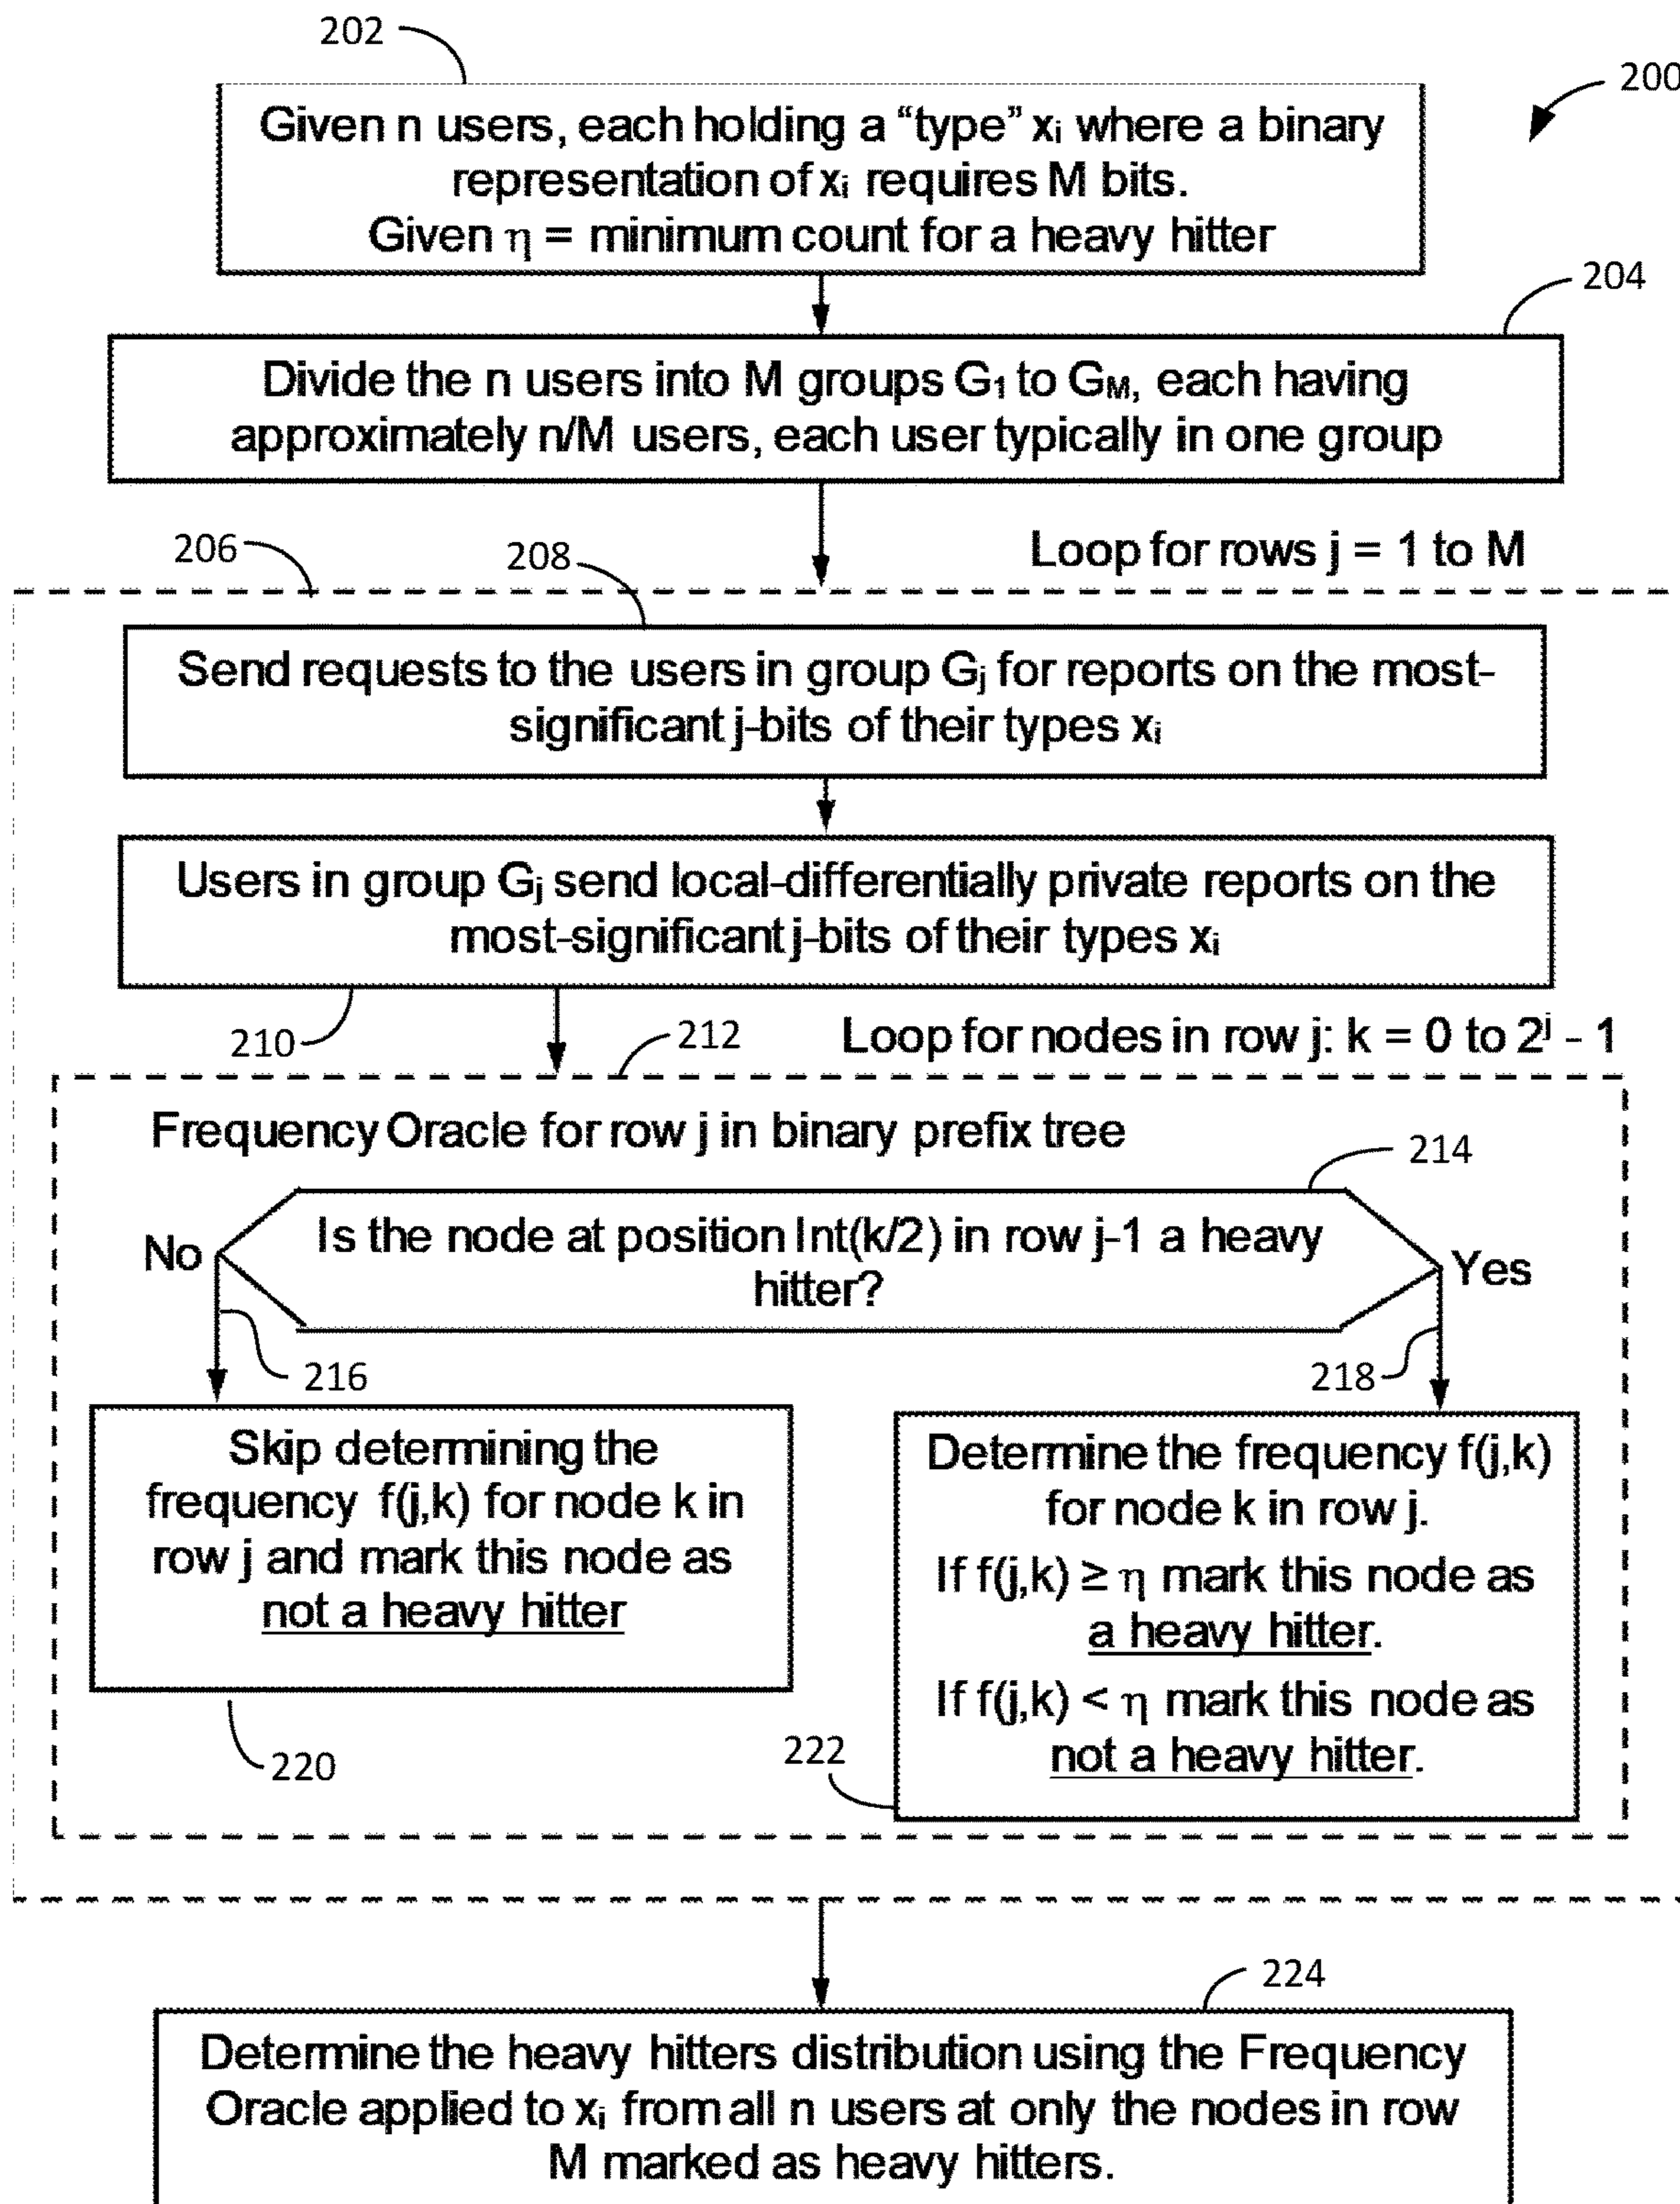 202
200
Given n users, each holding a “type” xᵢ where a binary
representation of xᵢ requires M bits.
Given η = minimum count for a heavy hitter
204
Divide the n users into M groups G₁ to G_M, each having
approximately n/M users, each user typically in one group
206
208
Loop for rows j = 1 to M
Send requests to the users in group Gⱼ for reports on the most-
significant j-bits of their types xᵢ
Users in group Gⱼ send local-differentially private reports on the
most-significant j-bits of their types xᵢ
210
212
Loop for nodes in row j: k = 0 to 2ʲ - 1
Frequency Oracle for row j in binary prefix tree
214
No
Is the node at position Int(k/2) in row j-1 a heavy
hitter?
Yes
216
218
Skip determining the
frequency f(j,k) for node k in
row j and mark this node as
not a heavy hitter
220
Determine the frequency f(j,k)
for node k in row j.
If f(j,k) ≥ η mark this node as
a heavy hitter.
If f(j,k) < η mark this node as
not a heavy hitter.
222
224
Determine the heavy hitters distribution using the Frequency
Oracle applied to xᵢ from all n users at only the nodes in row
M marked as heavy hitters.